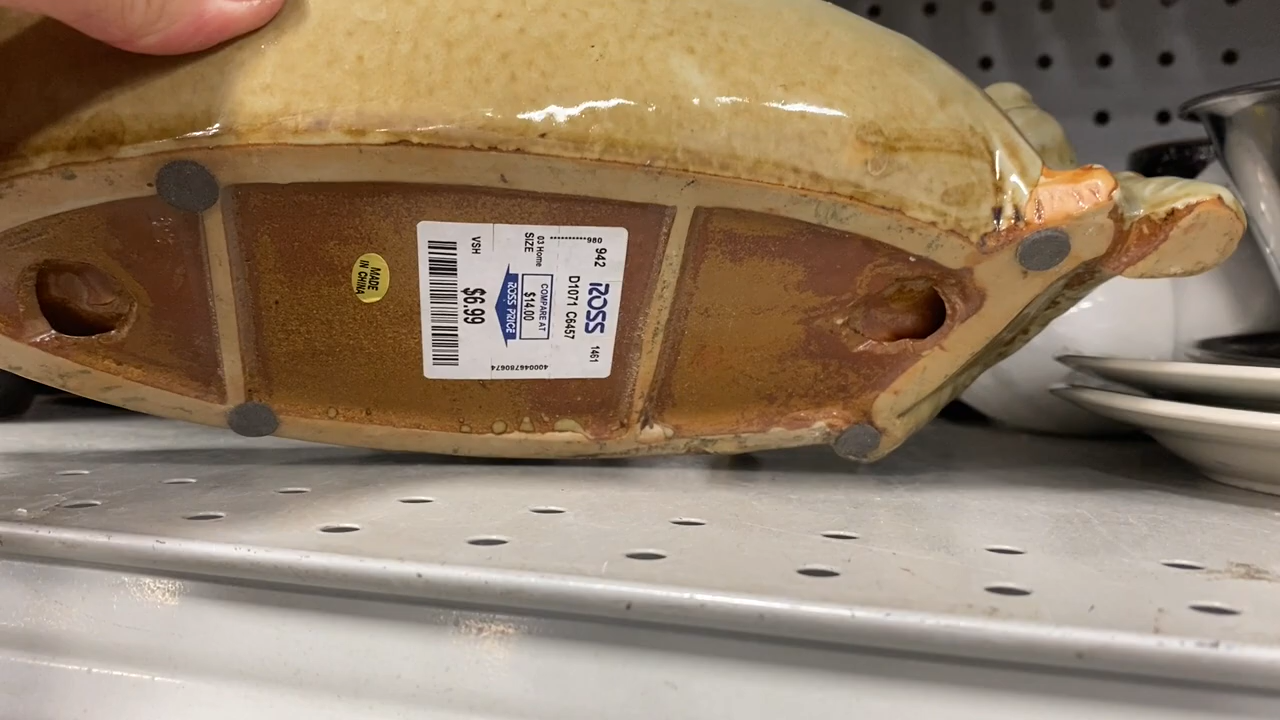 ROSS 1461
D1071 C6457
942
**********980
03 Home
SIZE
COMPARE AT
$14.00
ROSS PRICE
$6.99
VSH
400046780674
MADE
IN CHINA